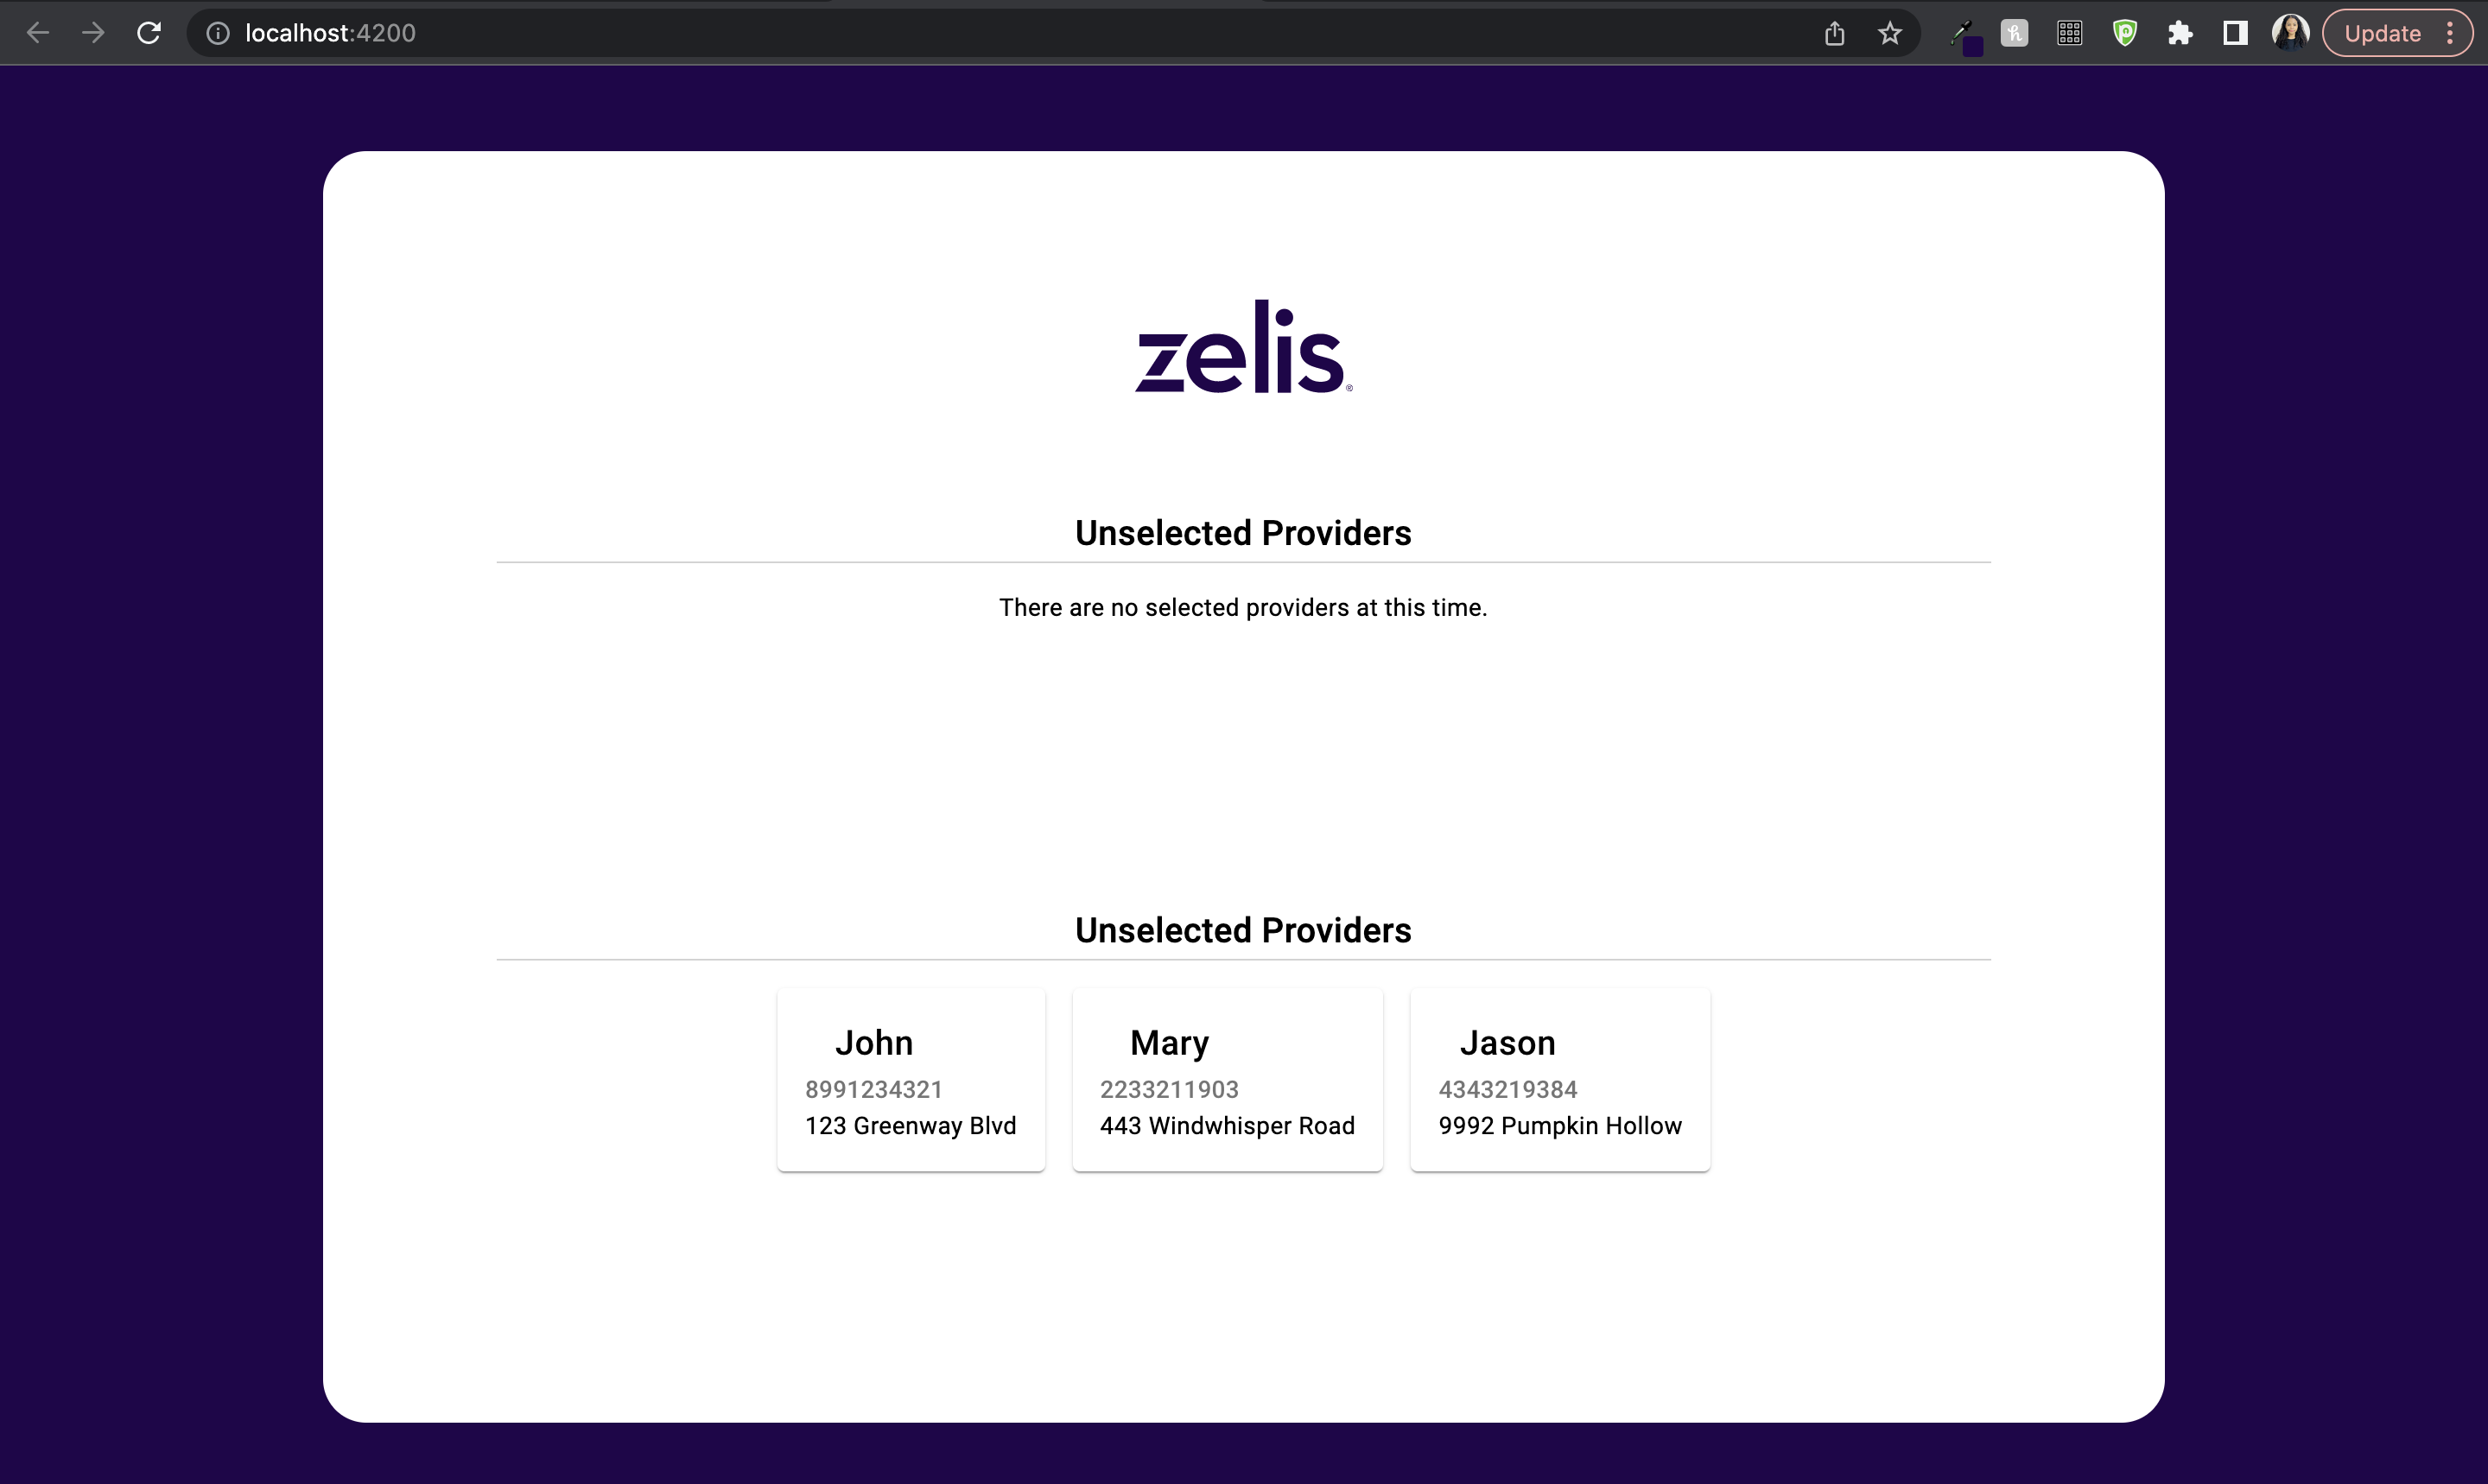 localhost:4200
Update
zelis®
Unselected Providers
There are no selected providers at this time.
Unselected Providers
John
8991234321
123 Greenway Blvd
Mary
2233211903
443 Windwhisper Road
Jason
4343219384
9992 Pumpkin Hollow